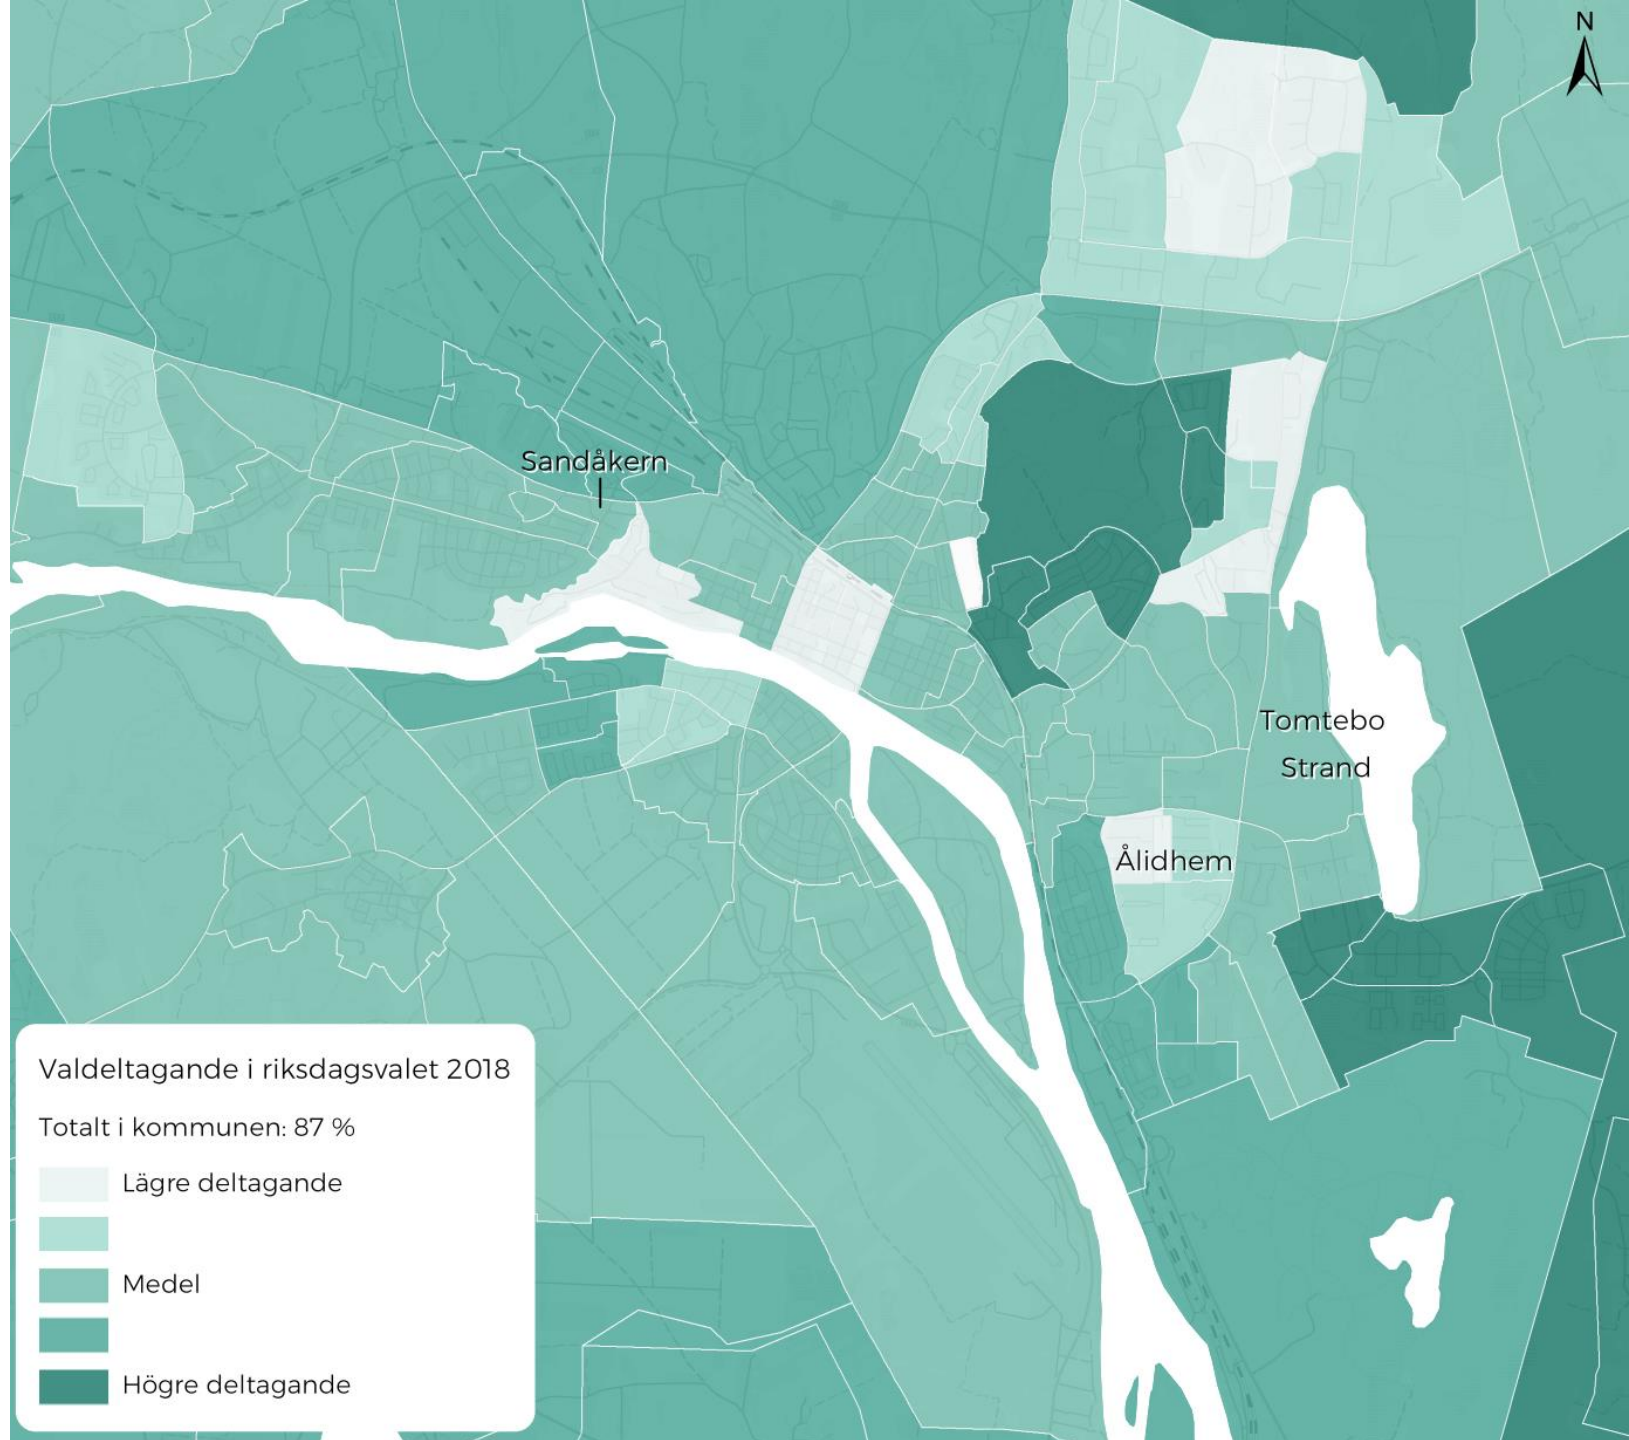 N
Sandåkern
Tomtebo
Strand
Ålidhem
Valdeltagande i riksdagsvalet 2018
Totalt i kommunen: 87 %
Lägre deltagande
Medel
Högre deltagande